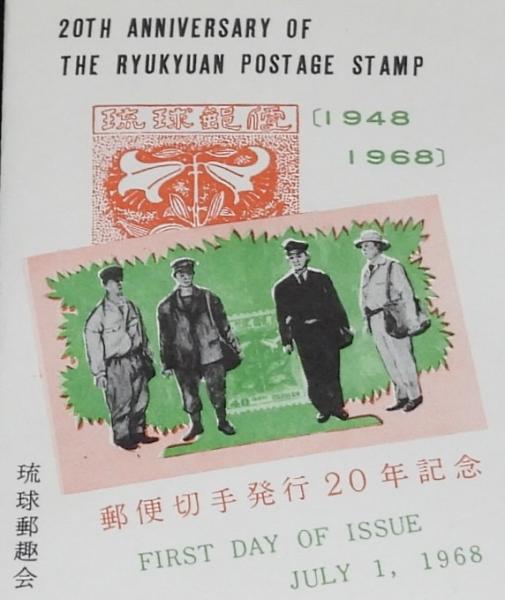 20TH ANNIVERSARY OF
THE RYUKYUAN POSTAGE STAMP
琉球郵便
〔1948
1968〕
郵便切手発行20年記念
FIRST DAY OF ISSUE
JULY 1, 1968
琉球郵趣会